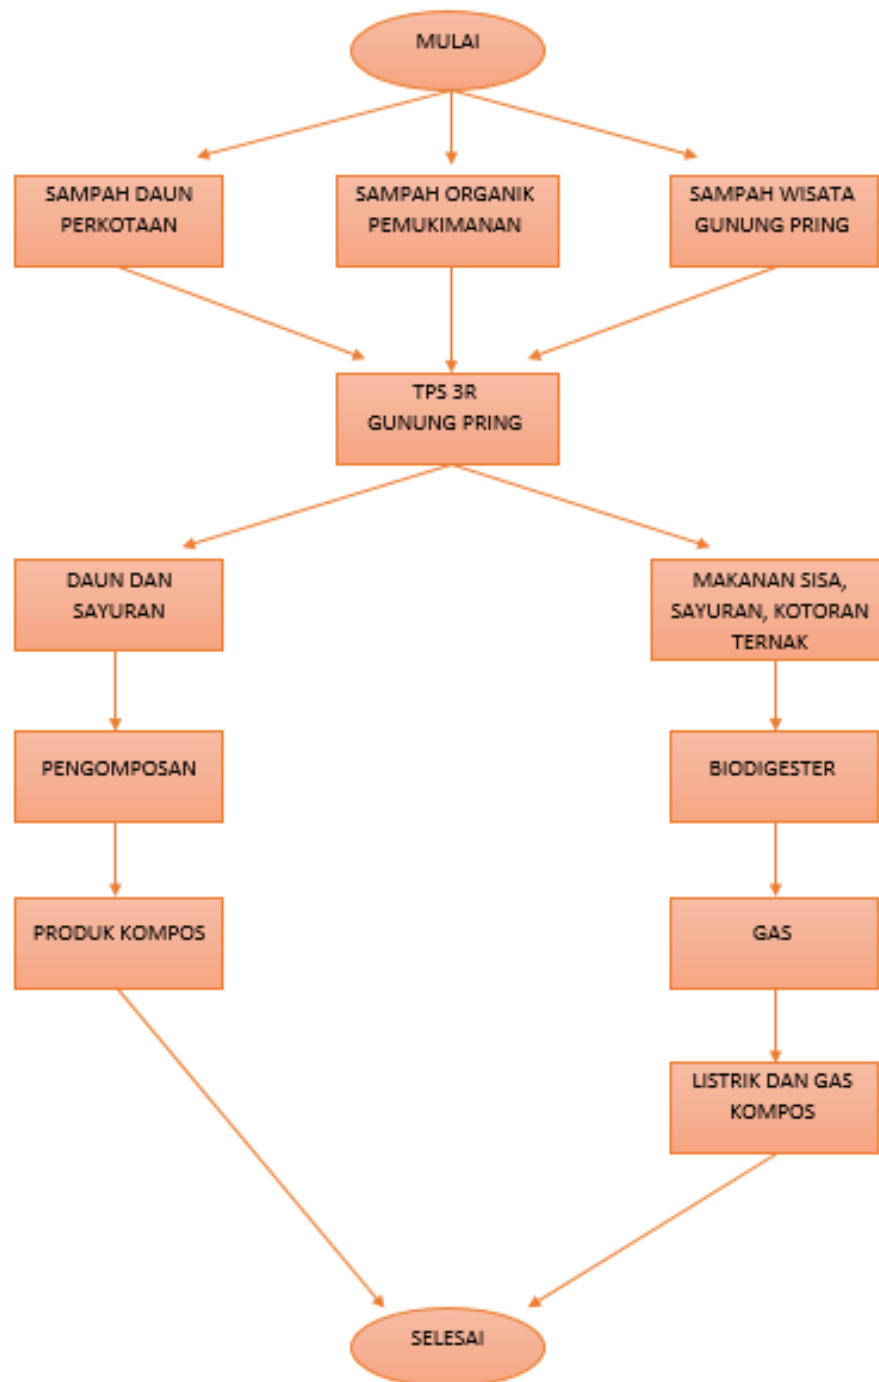 MULAI
SAMPAH DAUN
PERKOTAAN
SAMPAH ORGANIK
PEMUKIMANAN
SAMPAH WISATA
GUNUNG PRING
TPS 3R
GUNUNG PRING
DAUN DAN
SAYURAN
MAKANAN SISA,
SAYURAN, KOTORAN
TERNAK
PENGOMPOSAN
BIODIGESTER
PRODUK KOMPOS
GAS
LISTRIK DAN GAS
KOMPOS
SELESAI